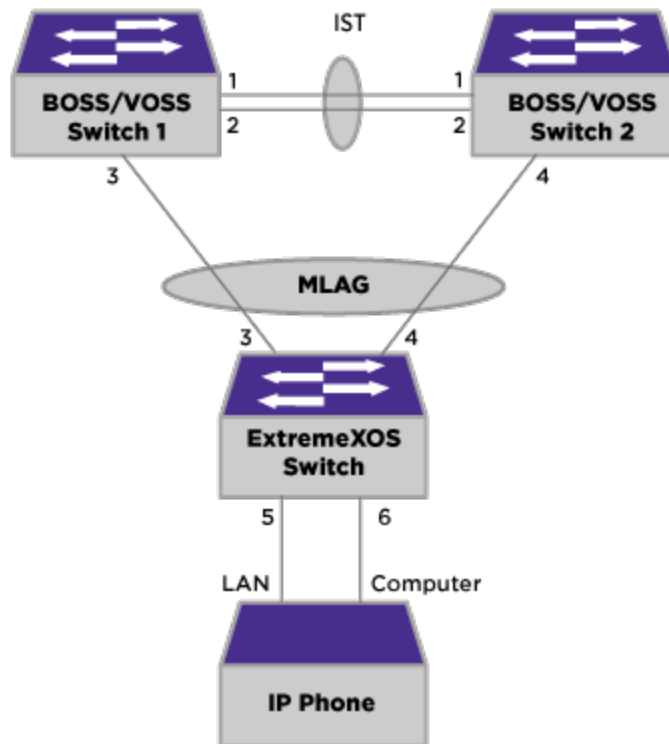 IST
1
1
BOSS/VOSS
Switch 1
2
2
BOSS/VOSS
Switch 2
3
4
MLAG
3
4
ExtremeXOS
Switch
5
6
LAN
Computer
IP Phone